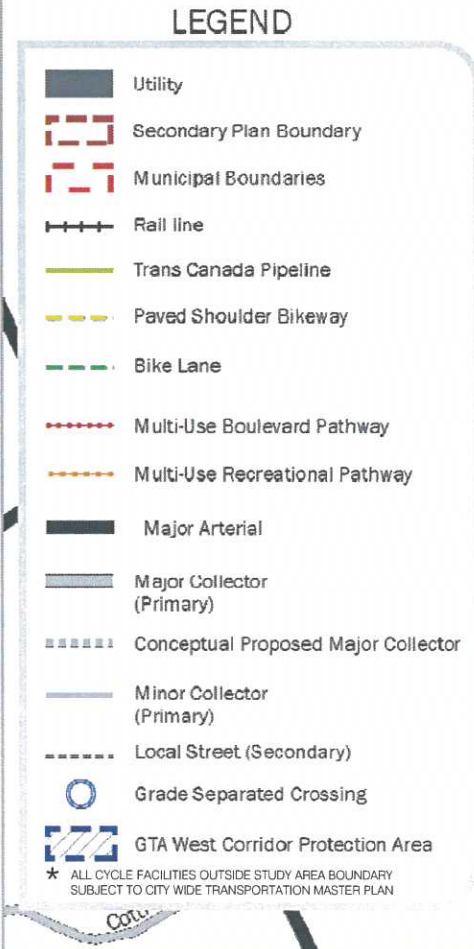 LEGEND
Utility
Secondary Plan Boundary
Municipal Boundaries
Rail line
Trans Canada Pipeline
Paved Shoulder Bikeway
Bike Lane
Multi-Use Boulevard Pathway
Multi-Use Recreational Pathway
Major Arterial
Major Collector
(Primary)
Conceptual Proposed Major Collector
Minor Collector
(Primary)
Local Street (Secondary)
Grade Separated Crossing
GTA West Corridor Protection Area
* ALL CYCLE FACILITIES OUTSIDE STUDY AREA BOUNDARY
SUBJECT TO CITY WIDE TRANSPORTATION MASTER PLAN